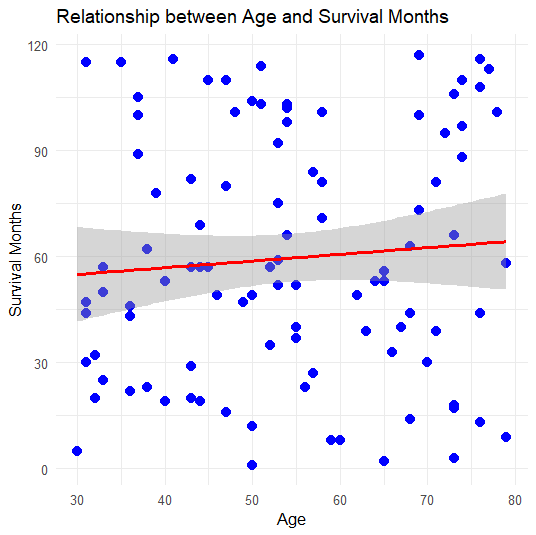 Relationship between Age and Survival Months
120
90
60
30
0
Survival Months
30 40 50 60 70 80
Age